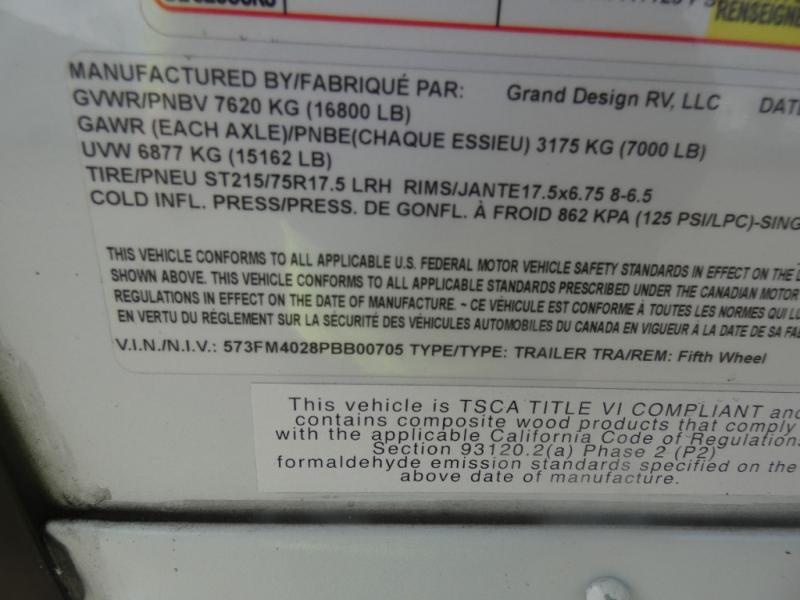 RENSEIGNE
MANUFACTURED BY/FABRIQUÉ PAR: Grand Design RV, LLC DATE
GVWR/PNBV 7620 KG (16800 LB)
GAWR (EACH AXLE)/PNBE(CHAQUE ESSIEU) 3175 KG (7000 LB)
UVW 6877 KG (15162 LB)
TIRE/PNEU ST215/75R17.5 LRH RIMS/JANTE17.5x6.75 8-6.5
COLD INFL. PRESS/PRESS. DE GONFL. À FROID 862 KPA (125 PSI/LPC)-SING
THIS VEHICLE CONFORMS TO ALL APPLICABLE U.S. FEDERAL MOTOR VEHICLE SAFETY STANDARDS IN EFFECT ON THE
SHOWN ABOVE. THIS VEHICLE CONFORMS TO ALL APPLICABLE STANDARDS PRESCRIBED UNDER THE CANADIAN MOTOR
REGULATIONS IN EFFECT ON THE DATE OF MANUFACTURE. ~ CE VÉHICULE EST CONFORME À TOUTES LES NORMES QUI
EN VERTU DU RÉGLEMENT SUR LA SÉCURITÉ DES VÉHICULES AUTOMOBILES DU CANADA EN VIGUEUR À LA DATE DE SA
V.I.N./N.I.V.: 573FM4028PBB00705 TYPE/TYPE: TRAILER TRA/REM: Fifth Wheel
This vehicle is TSCA TITLE VI COMPLIANT and
contains composite wood products that comply
with the applicable California Code of Regulations
Section 93120.2(a) Phase 2 (P2)
formaldehyde emission standards specified on the
above date of manufacture.